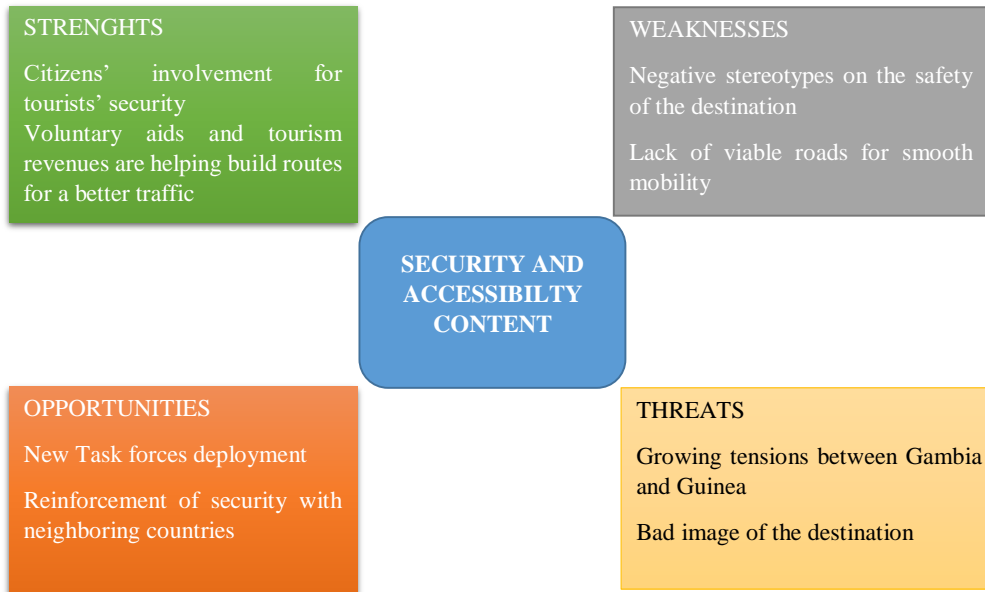 STRENGHTS
Citizens’ involvement for
tourists’ security
Voluntary aids and tourism
revenues are helping build routes
for a better traffic
WEAKNESSES
Negative stereotypes on the safety
of the destination
Lack of viable roads for smooth
mobility
SECURITY AND
ACCESSIBILTY
CONTENT
OPPORTUNITIES
New Task forces deployment
Reinforcement of security with
neighboring countries
THREATS
Growing tensions between Gambia
and Guinea
Bad image of the destination